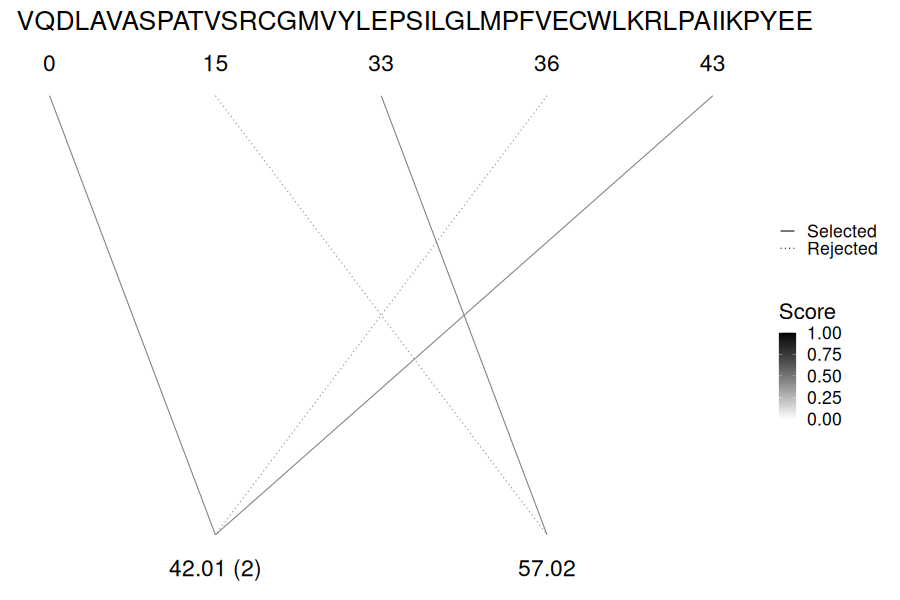 VQDLAVASPATVSRCGMVYLEPSILGLMPFVECWLKRLPAIIKPYEE
0 15 33 36 43
Selected
Rejected
Score
1.00
0.75
0.50
0.25
0.00
42.01 (2) 57.02